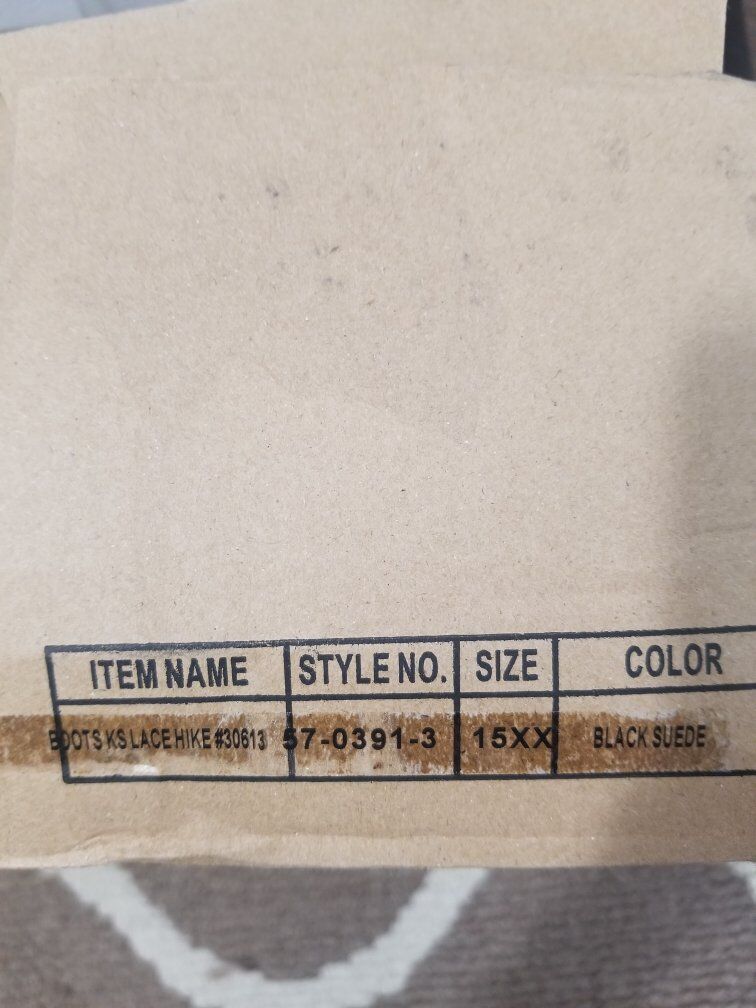 ITEM NAME STYLE NO. SIZE COLOR
BOOTS KS LACE HIKE #30613 57-0391-3 15XX BLACK SUEDE